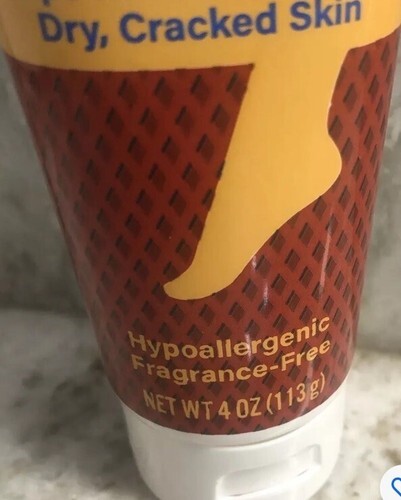 Dry, Cracked Skin
Hypoallergenic
Fragrance-Free
NET WT 4 OZ (113 g)